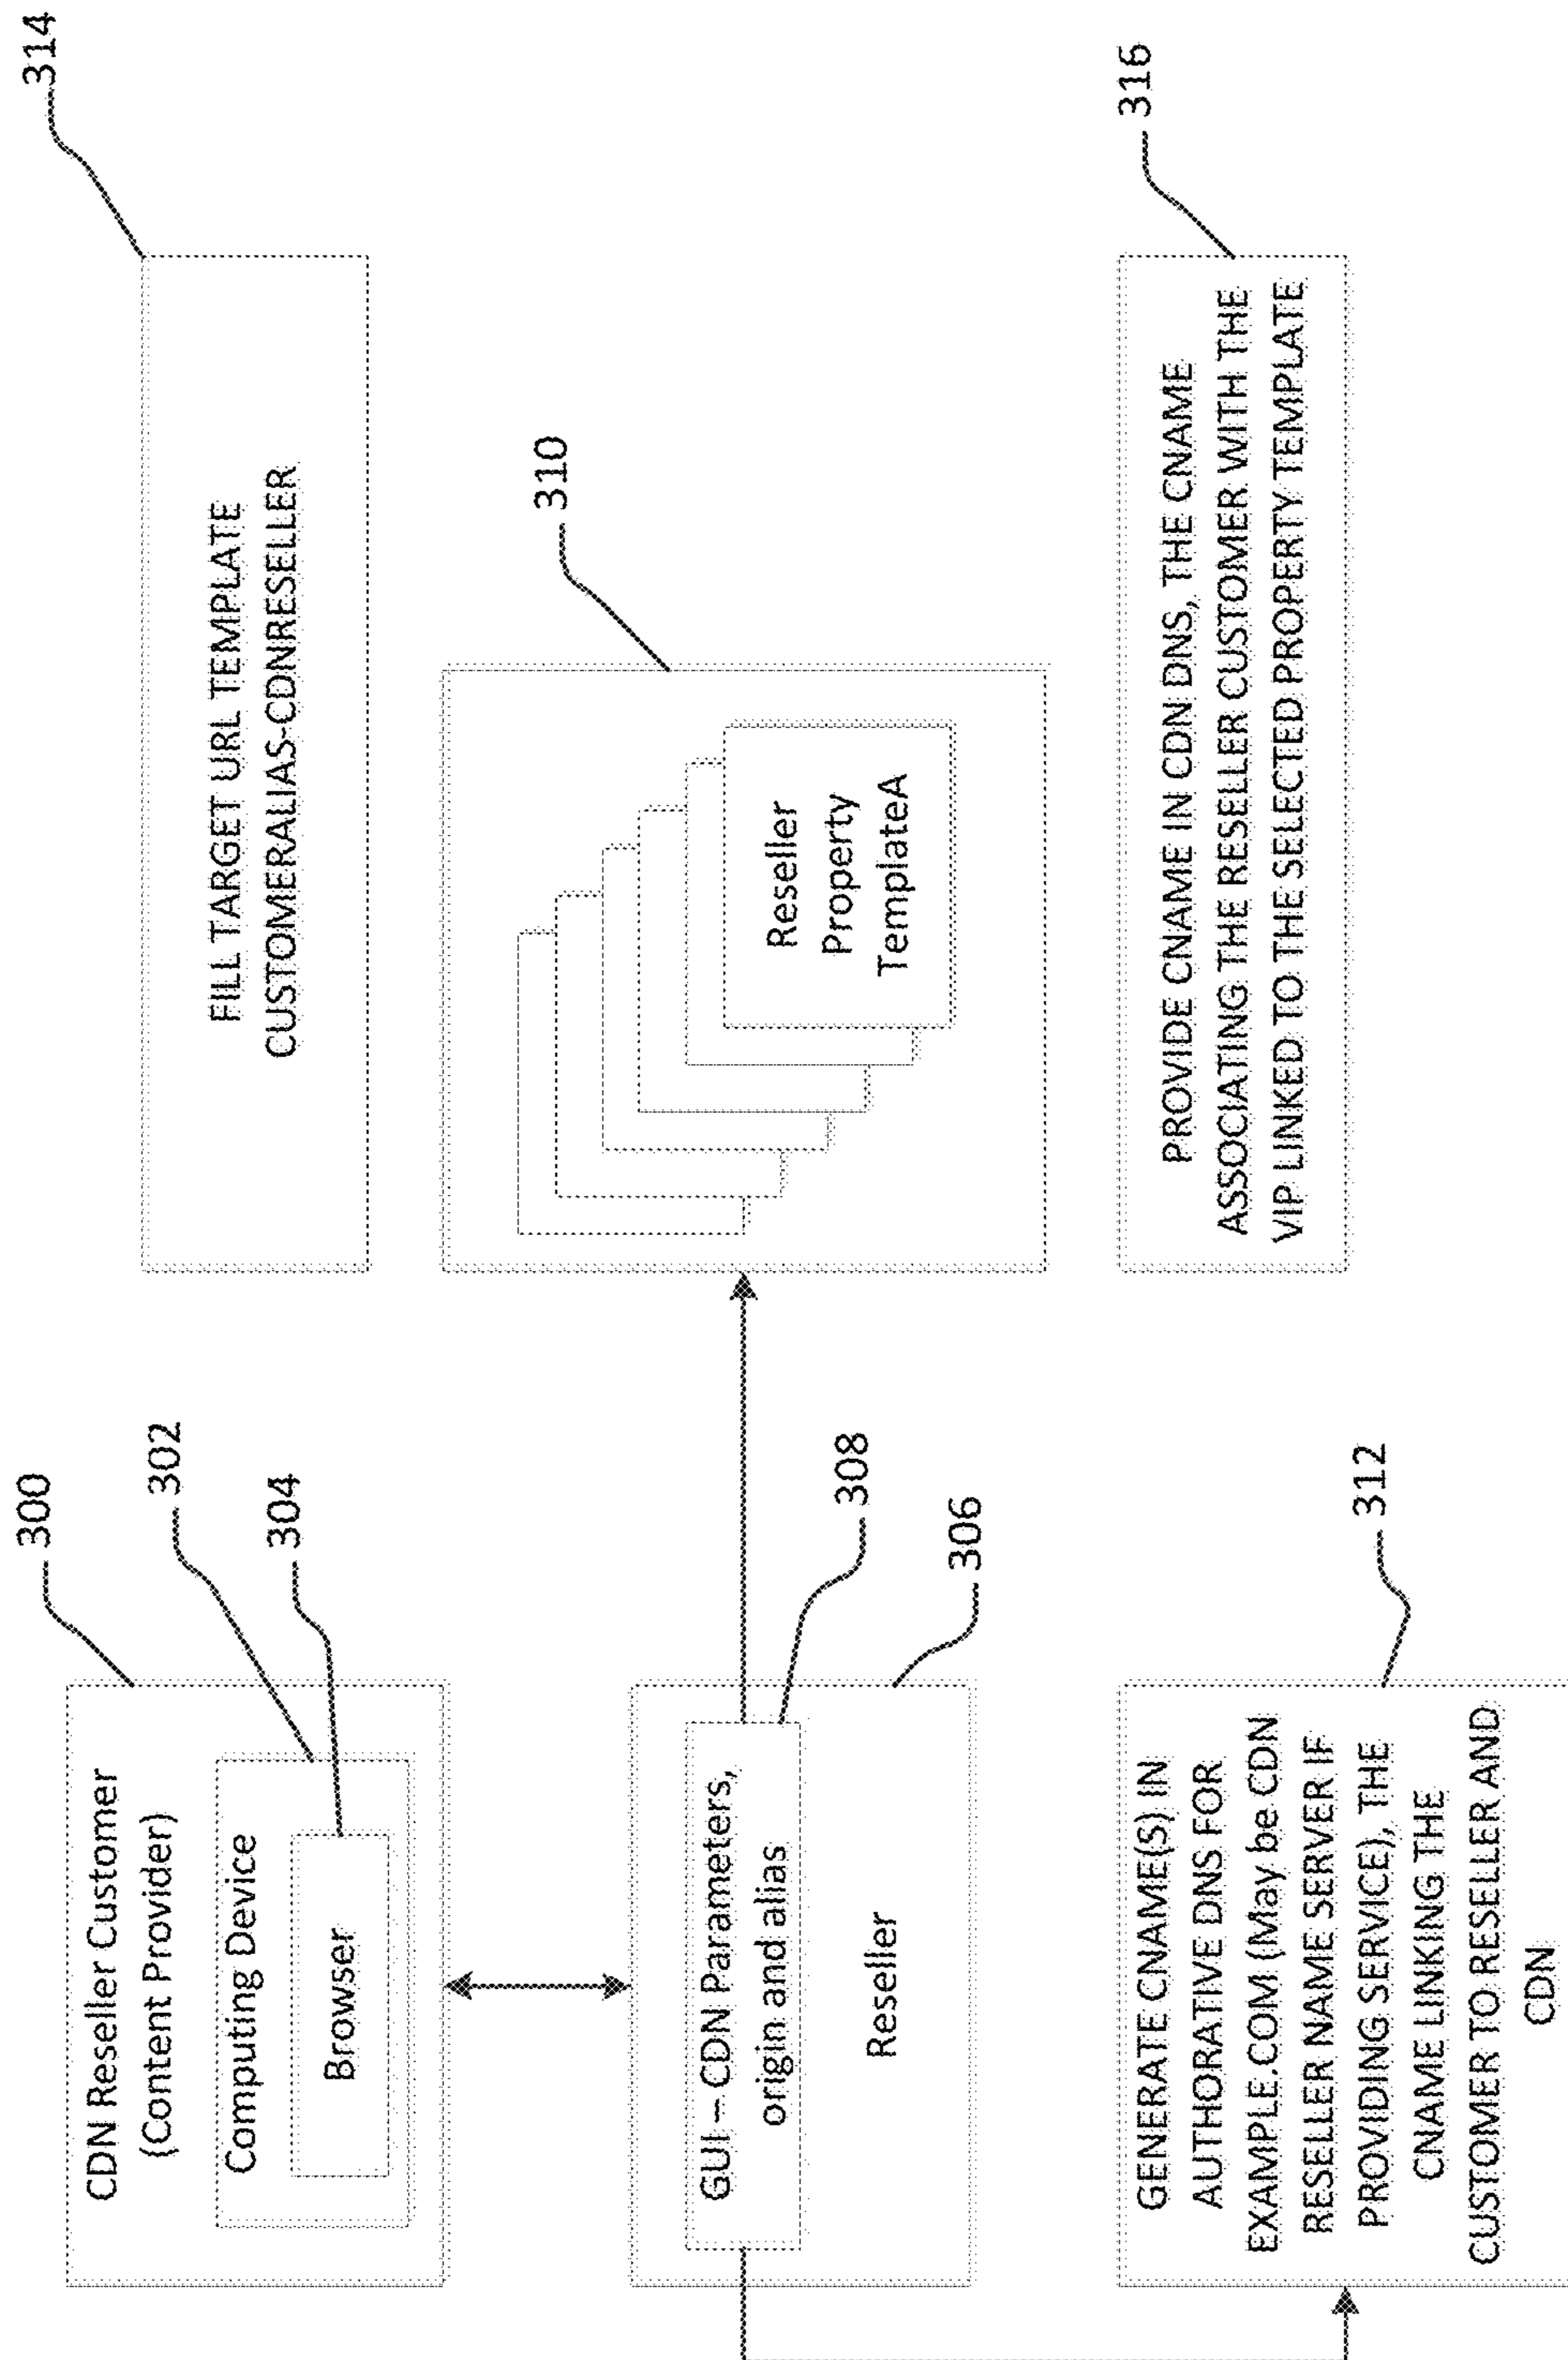 300
CDN Reseller Customer
(Content Provider)
302
Computing Device
304
Browser
GUI – CDN Parameters,
origin and alias
308
Reseller
306
GENERATE CNAME(S) IN
AUTHORATIVE DNS FOR
EXAMPLE.COM (May be CDN
RESELLER NAME SERVER IF
PROVIDING SERVICE), THE
CNAME LINKING THE
CUSTOMER TO RESELLER AND
CDN
312
314
FILL TARGET URL TEMPLATE
CUSTOMERALIAS-CDNRESELLER
310
Reseller
Property
TemplateA
316
PROVIDE CNAME IN CDN DNS, THE CNAME
ASSOCIATING THE RESELLER CUSTOMER WITH THE
VIP LINKED TO THE SELECTED PROPERTY TEMPLATE